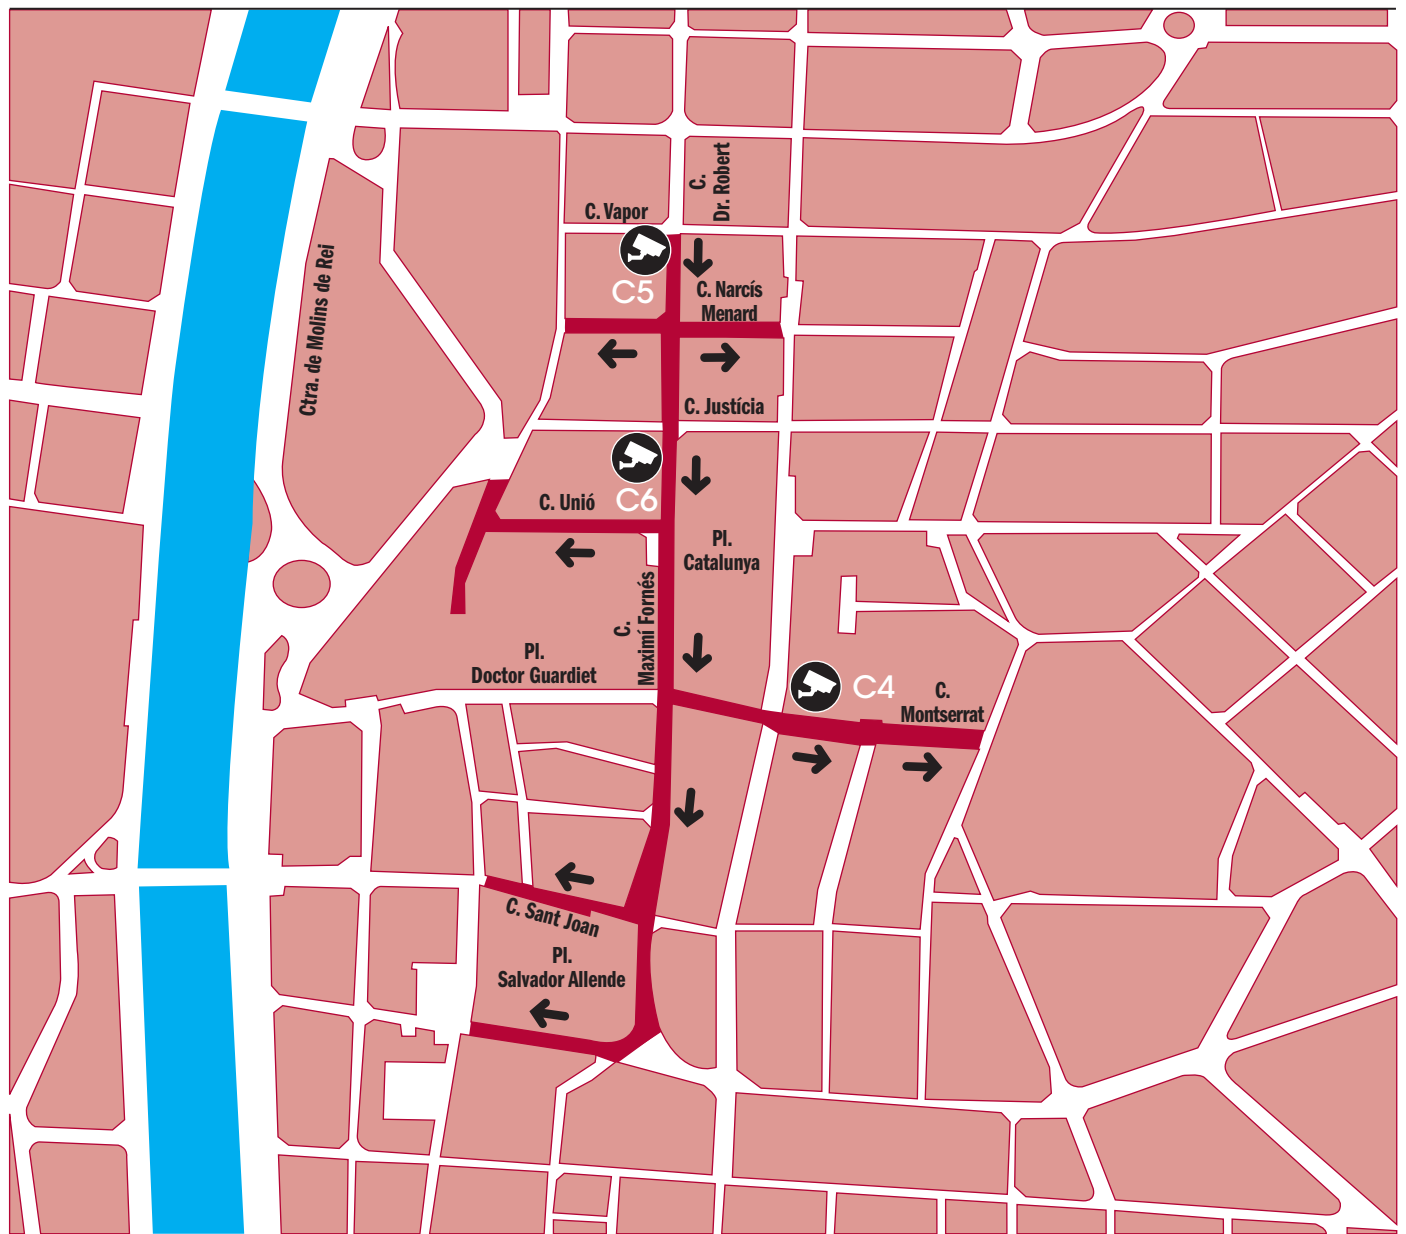 C.
Dr. Robert
C. Vapor
Ctra. de Molins de Rei
C5
C. Narcís
Menard
C. Justícia
C6
C. Unió
Pl.
Catalunya
C.
Maximí Fornés
Pl.
Doctor Guardiet
C4
C.
Montserrat
C. Sant Joan
Pl.
Salvador Allende